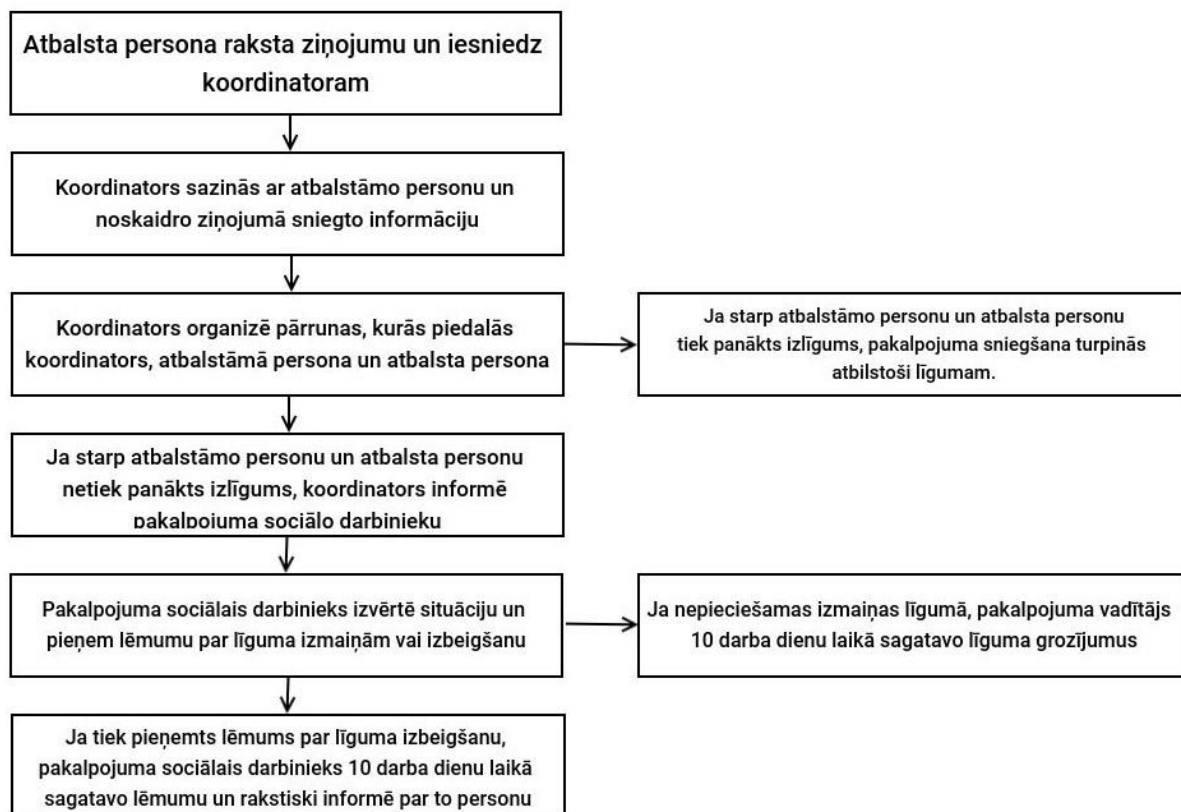 Atbalsta persona raksta ziņojumu un iesniedz
koordinatoram
Koordinators sazinās ar atbalstāmo personu un
noskaidro ziņojumā sniegto informāciju
Koordinators organizē pārrunas, kurās piedalās
koordinators, atbalstāmā persona un atbalsta persona
Ja starp atbalstāmo personu un atbalsta personu
tiek panākts izlīgums, pakalpojuma sniegšana turpinās
atbilstoši līgumam.
Ja starp atbalstāmo personu un atbalsta personu
netiek panākts izlīgums, koordinators informē
pakalpojuma sociālo darbinieku
Pakalpojuma sociālais darbinieks izvērtē situāciju un
pieņem lēmumu par līguma izmaiņām vai izbeigšanu
Ja nepieciešamas izmaiņas līgumā, pakalpojuma vadītājs
10 darba dienu laikā sagatavo līguma grozījumus
Ja tiek pieņemts lēmums par līguma izbeigšanu,
pakalpojuma sociālais darbinieks 10 darba dienu laikā
sagatavo lēmumu un rakstiski informē par to personu